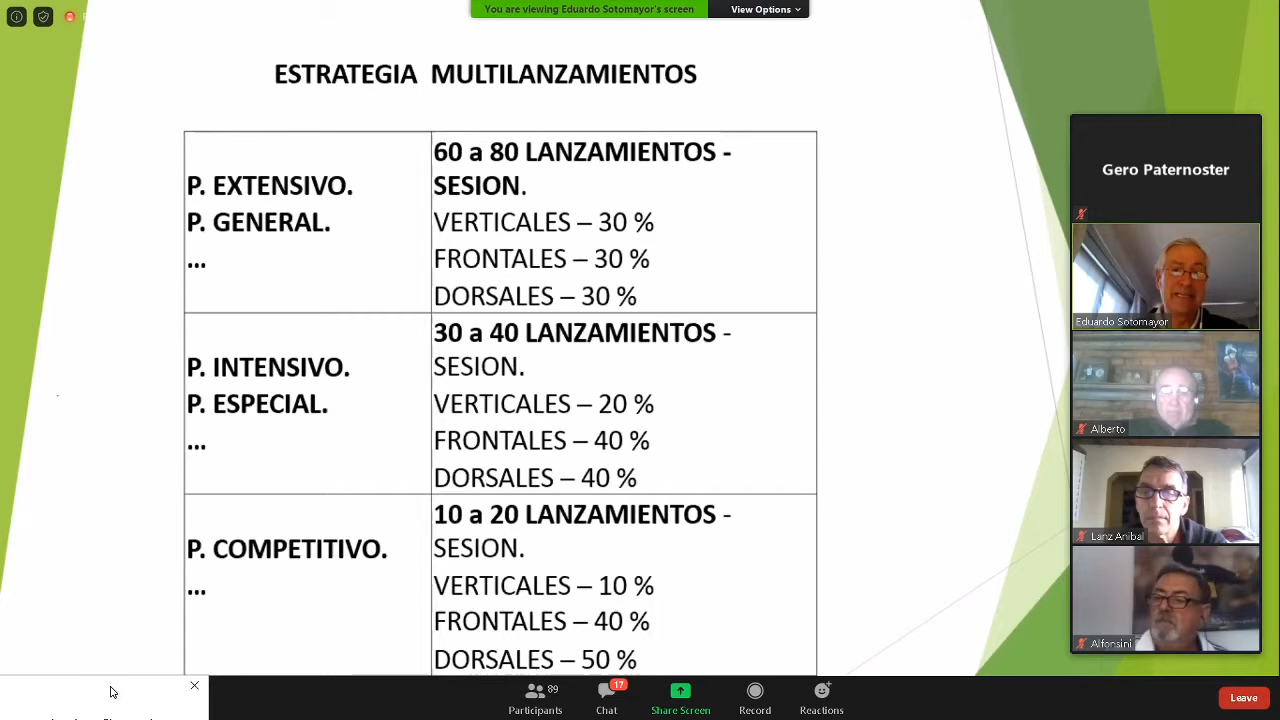 You are viewing Eduardo Sotomayor's screen
View Options
ESTRATEGIA MULTILANZAMIENTOS
P. EXTENSIVO.
P. GENERAL.
...
60 a 80 LANZAMIENTOS -
SESION.
VERTICALES – 30 %
FRONTALES – 30 %
DORSALES – 30 %
P. INTENSIVO.
P. ESPECIAL.
...
30 a 40 LANZAMIENTOS -
SESION.
VERTICALES – 20 %
FRONTALES – 40 %
DORSALES – 40 %
P. COMPETITIVO.
...
10 a 20 LANZAMIENTOS -
SESION.
VERTICALES – 10 %
FRONTALES – 40 %
DORSALES – 50 %
Gero Paternoster
Eduardo Sotomayor
Alberto
Lanz Anibal
Alfonsini
89
Participants
17
Chat
Share Screen
Record
Reactions
Leave